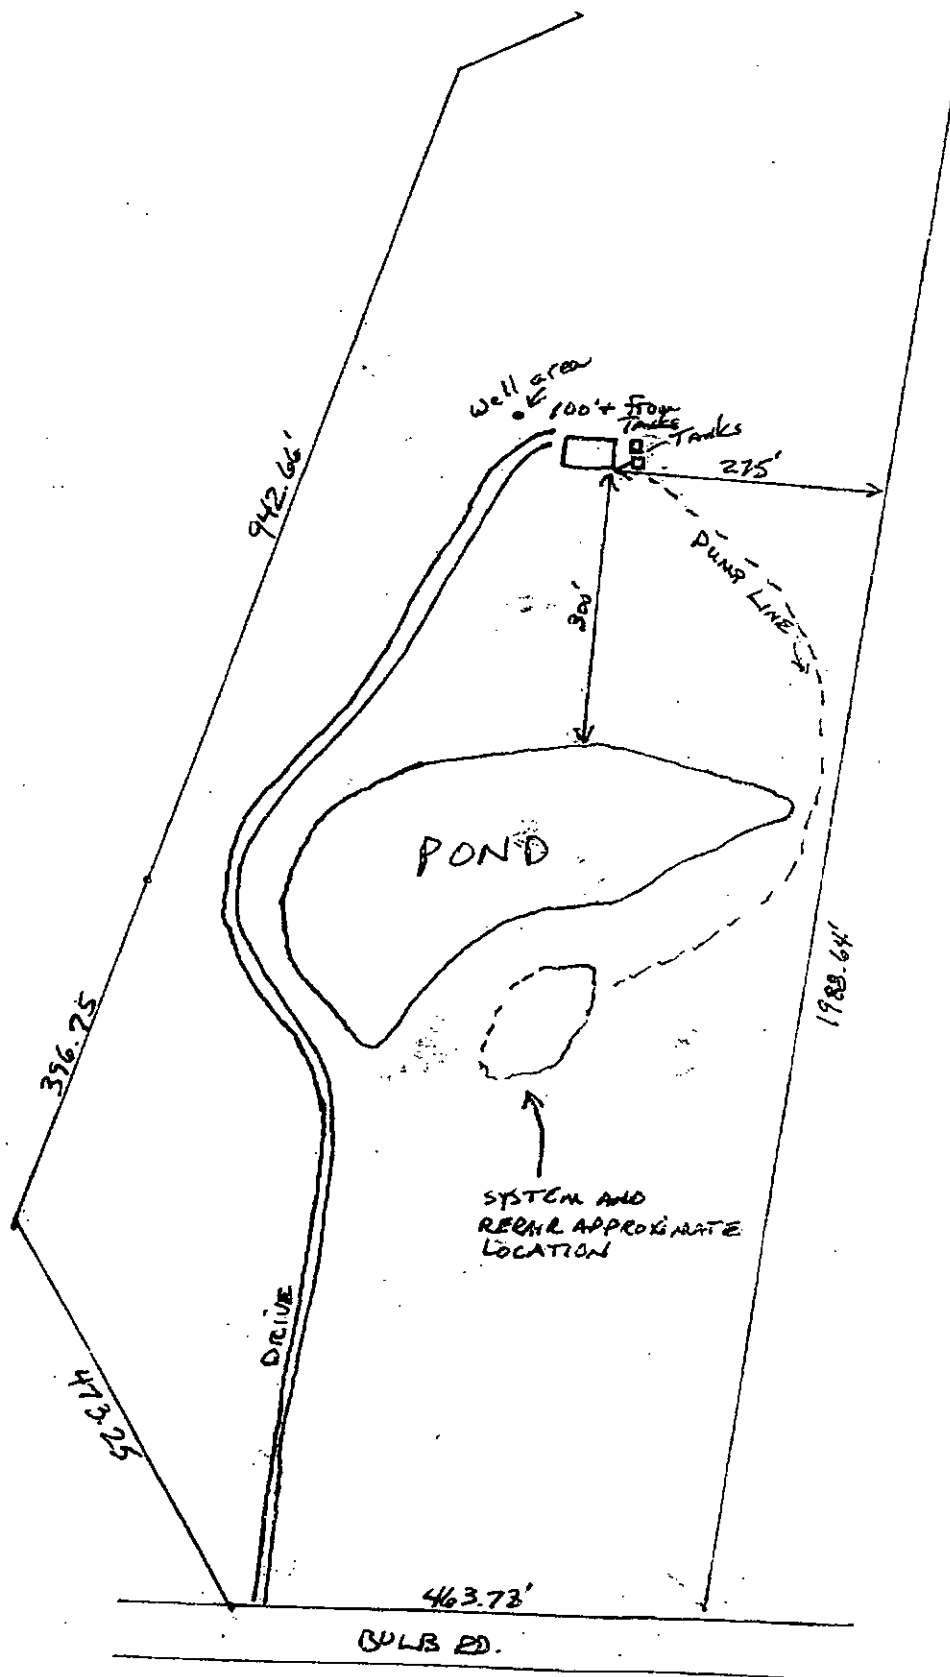 Well area
100'+ from
Tanks
Tanks
275'
942.66'
PUMP LINE
300'
POND
1988.64'
396.75
SYSTEM AND
REPAIR APPROXIMATE
LOCATION
DRIVE
473.25
463.73'
BULB RD.